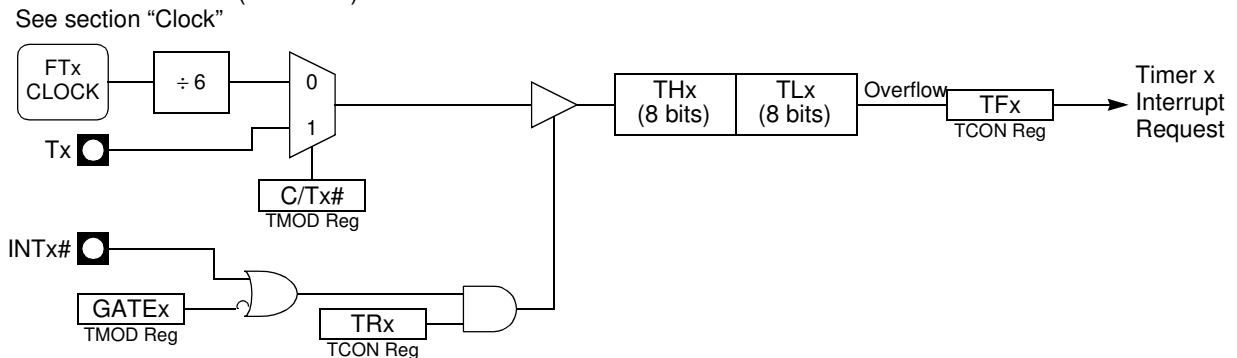 See section “Clock”
FTx
CLOCK
÷ 6
0
1
Tx
C/Tx#
TMOD Reg
THx
(8 bits)
TLx
(8 bits)
Overflow
TFx
TCON Reg
Timer x
Interrupt
Request
INTx#
GATEx
TMOD Reg
TRx
TCON Reg